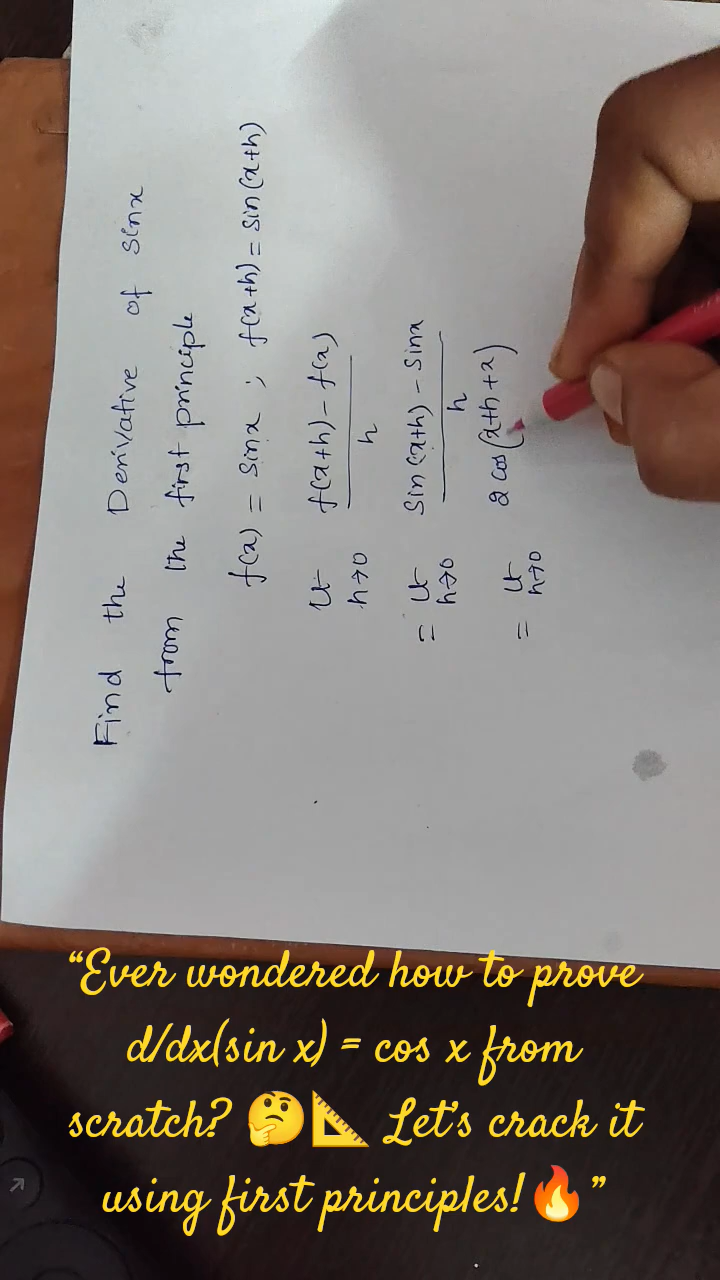 Find the Derivative of sinx
from the first principle
f(x) = sinx ; f(x+h) = sin(x+h)
lt f(x+h) - f(x)
h→0 h
= lt sin(x+h) - sinx
h→0 h
= lt 2 cos(x+h+x)
h→0
“Ever wondered how to prove
d/dx(sin x) = cos x from
scratch? 🤔📐 Let's crack it
using first principles!🔥”